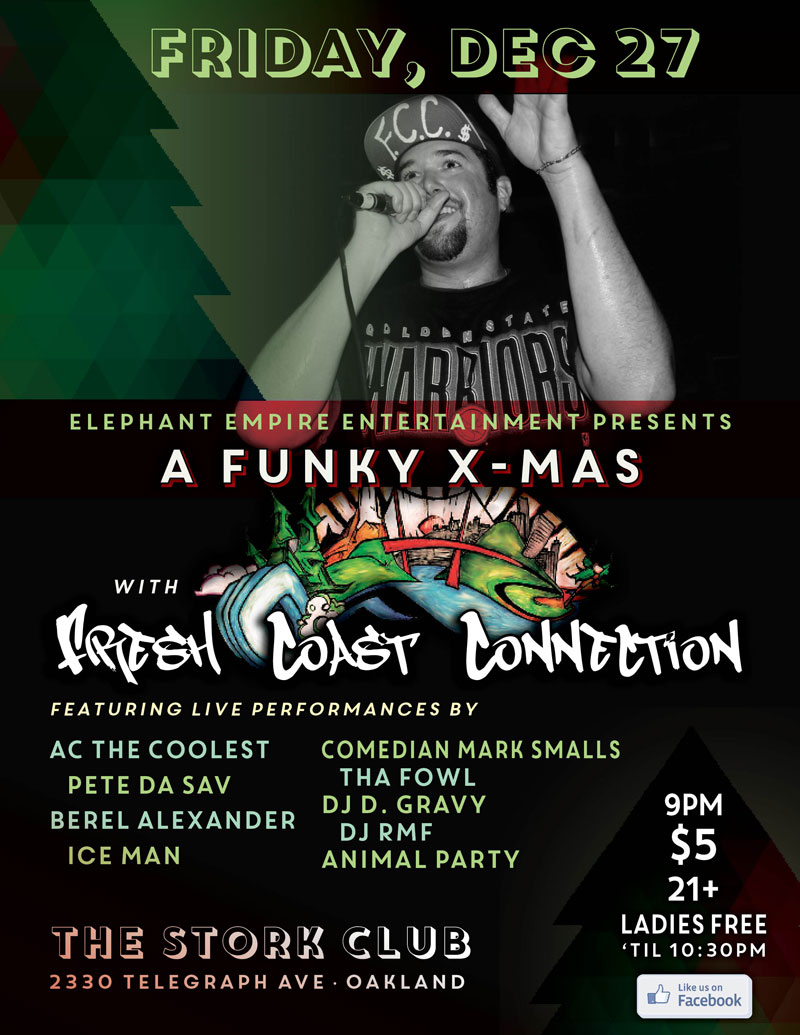 FRIDAY, DEC 27
F.C.C.
$ $
GOLDEN STATE
WARRIORS
ELEPHANT EMPIRE ENTERTAINMENT PRESENTS
A FUNKY X-MAS
WITH
FRESH COAST CONNECTION
FEATURING LIVE PERFORMANCES BY
AC THE COOLEST
PETE DA SAV
BEREL ALEXANDER
ICE MAN
COMEDIAN MARK SMALLS
THA FOWL
DJ D. GRAVY
DJ RMF
ANIMAL PARTY
9PM
$5
21+
LADIES FREE
‘TIL 10:30PM
THE STORK CLUB
2330 TELEGRAPH AVE · OAKLAND
Like us on
Facebook